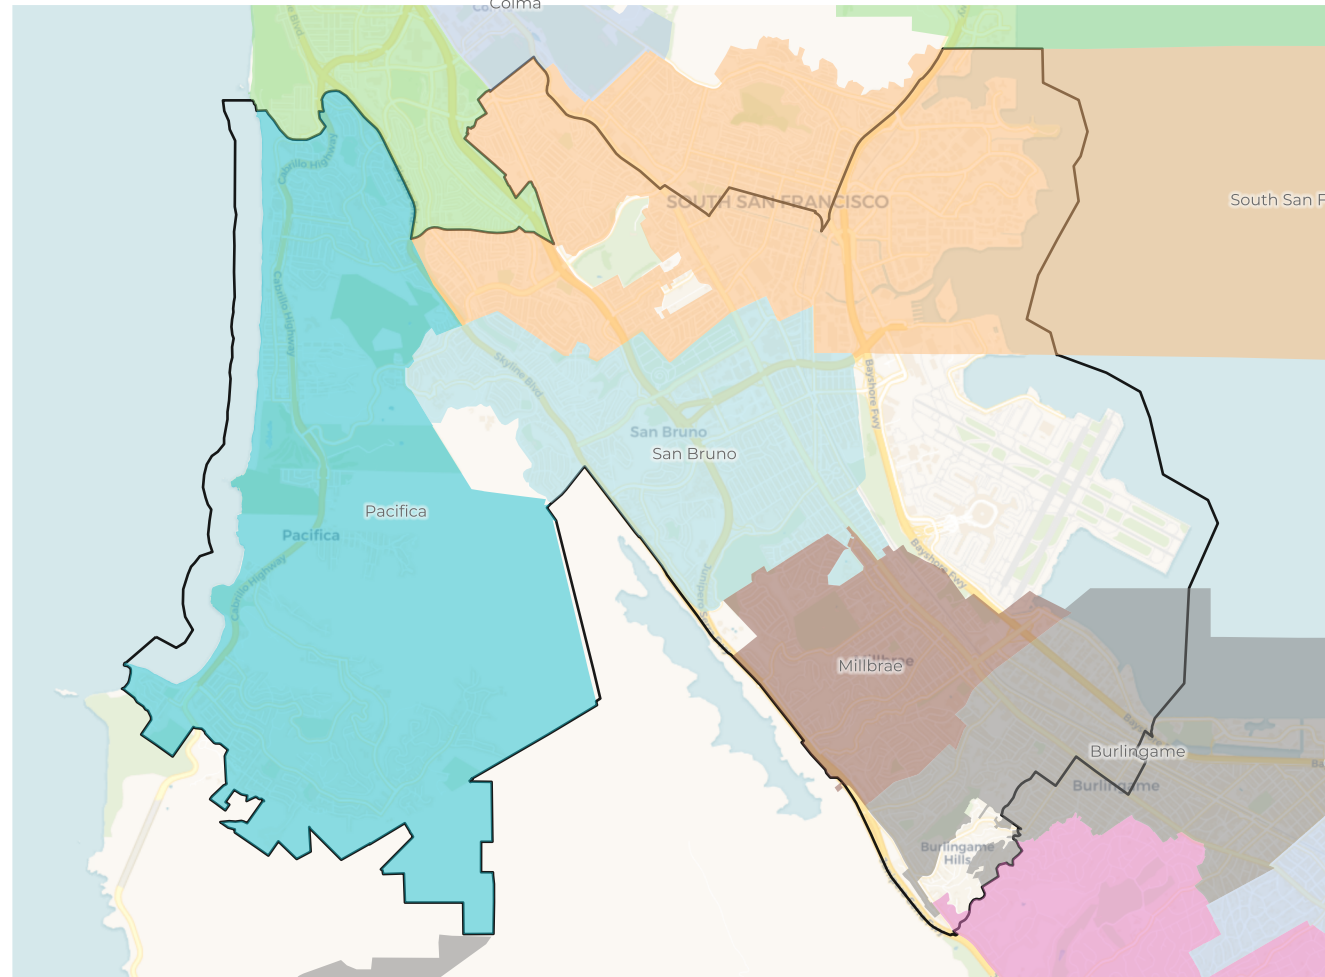 Colma
Cabrillo Highway
SOUTH SAN FRANCISCO
South San F
Cabrillo Highway
Skyline Blvd
Bayshore Fwy
San Bruno
San Bruno
Pacifica
Pacifica
Bayshore Fwy
Cabrillo Highway
Millbrae
Millbrae
Burlingame
Burlingame
Burlingame
Hills